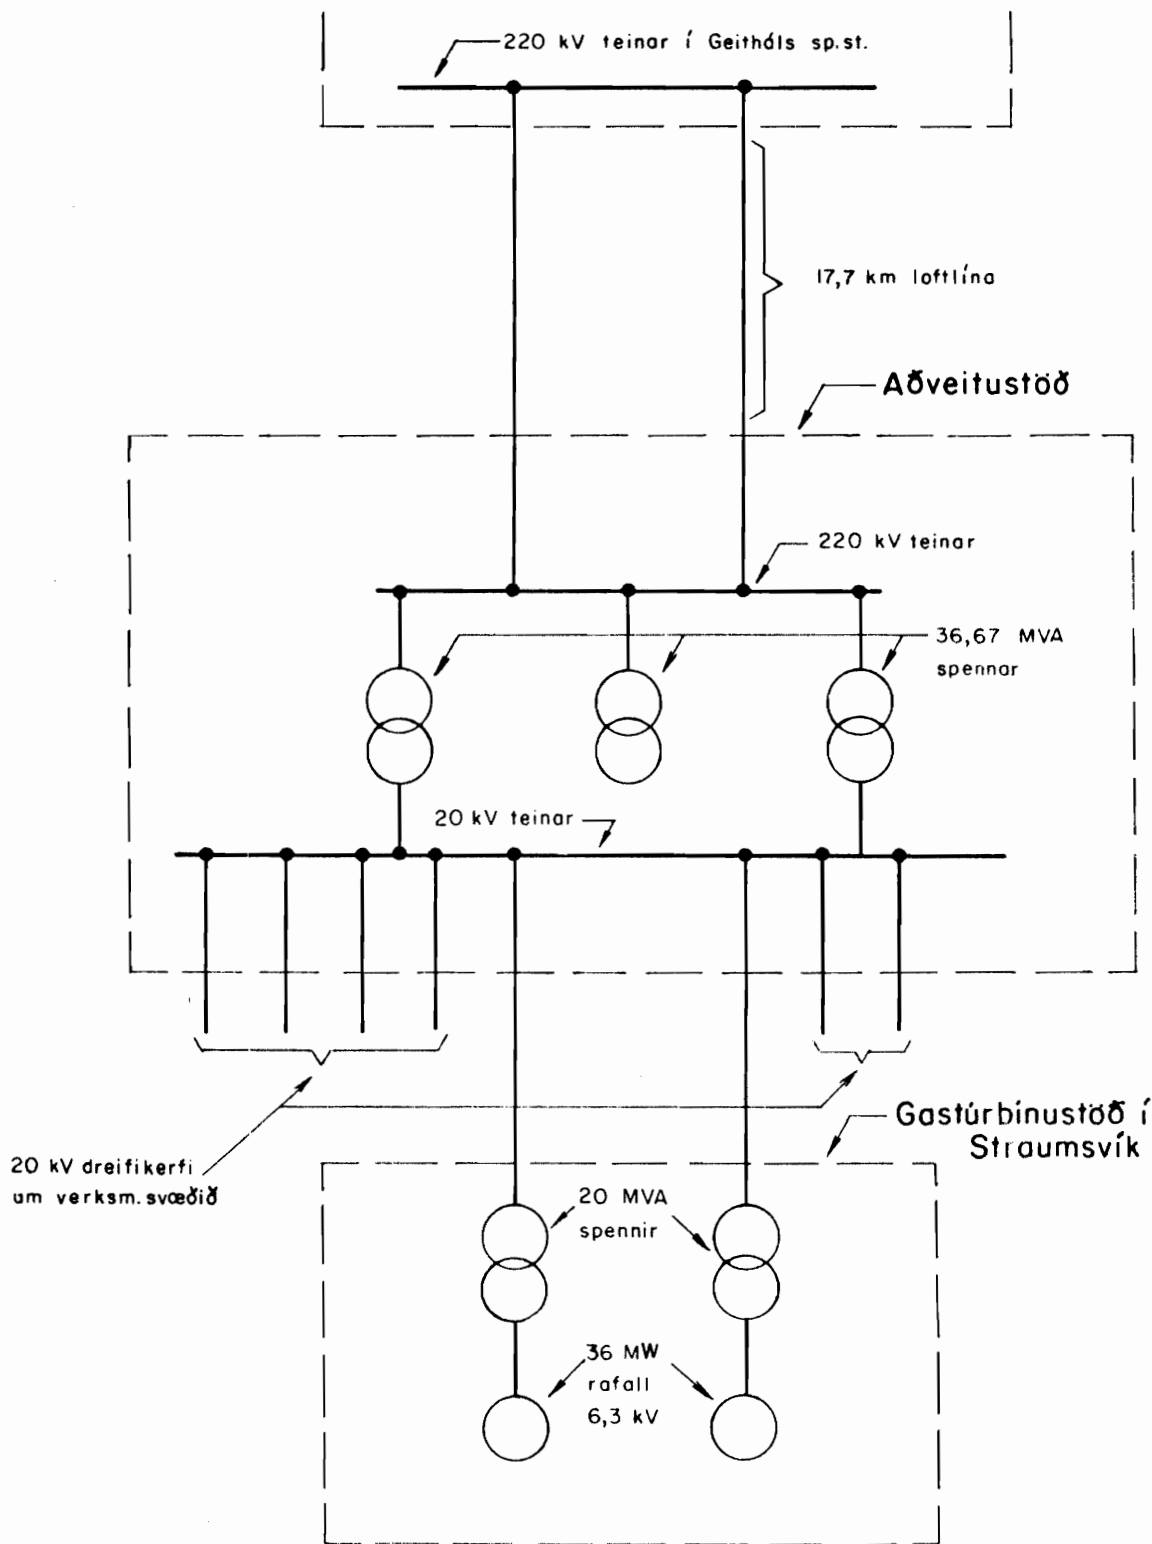 220 kV teinar í Geitháls sp.st.
17,7 km loftlína
Aðveitustöð
220 kV teinar
36,67 MVA
spennar
20 kV teinar
Gastúrbínustöð í
Straumsvík
20 kV dreifikerfi
um verksm.svæðið
20 MVA
spennir
36 MW
rafall
6,3 kV